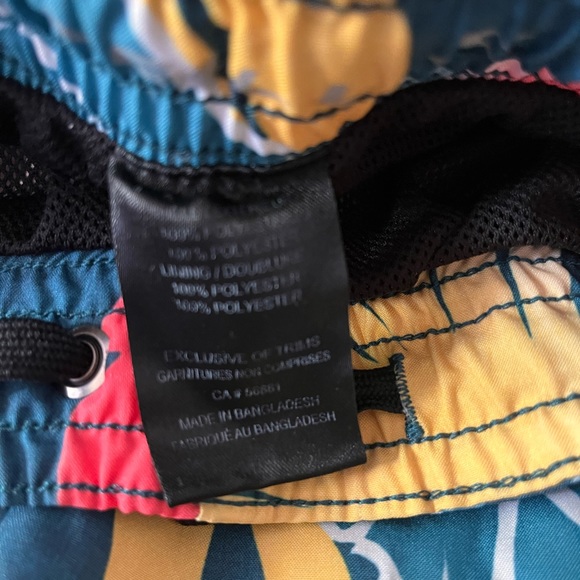 100% POLYESTER
100% POLYESTER
LINING / DOUBLURE
100% POLYESTER
100% POLYESTER
EXCLUSIVE OF TRIMS
GARNITURES NON COMPRISES
CA # 56861
MADE IN BANGLADESH
FABRIQUÉ AU BANGLADESH